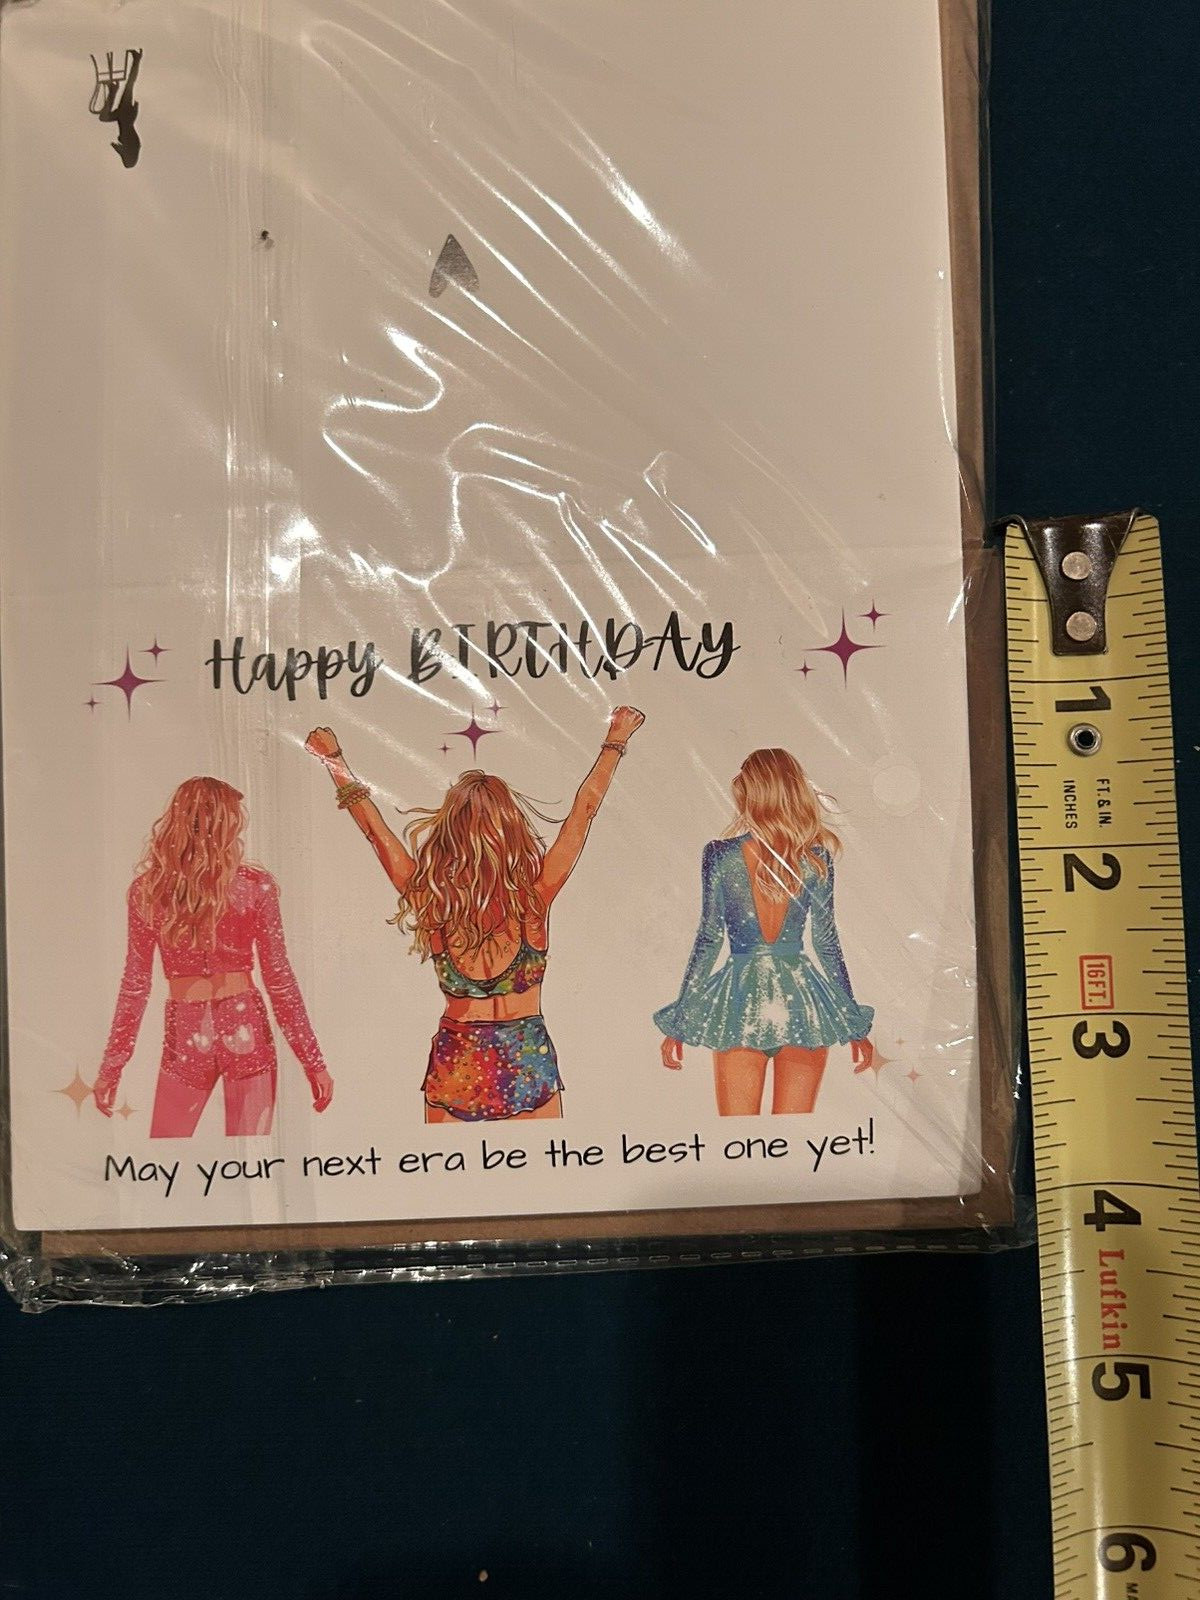 Happy BIRTHDAY
May your next era be the best one yet!
1
FT. & IN.
INCHES
2
16FT.
3
4
Lufkin
5
6